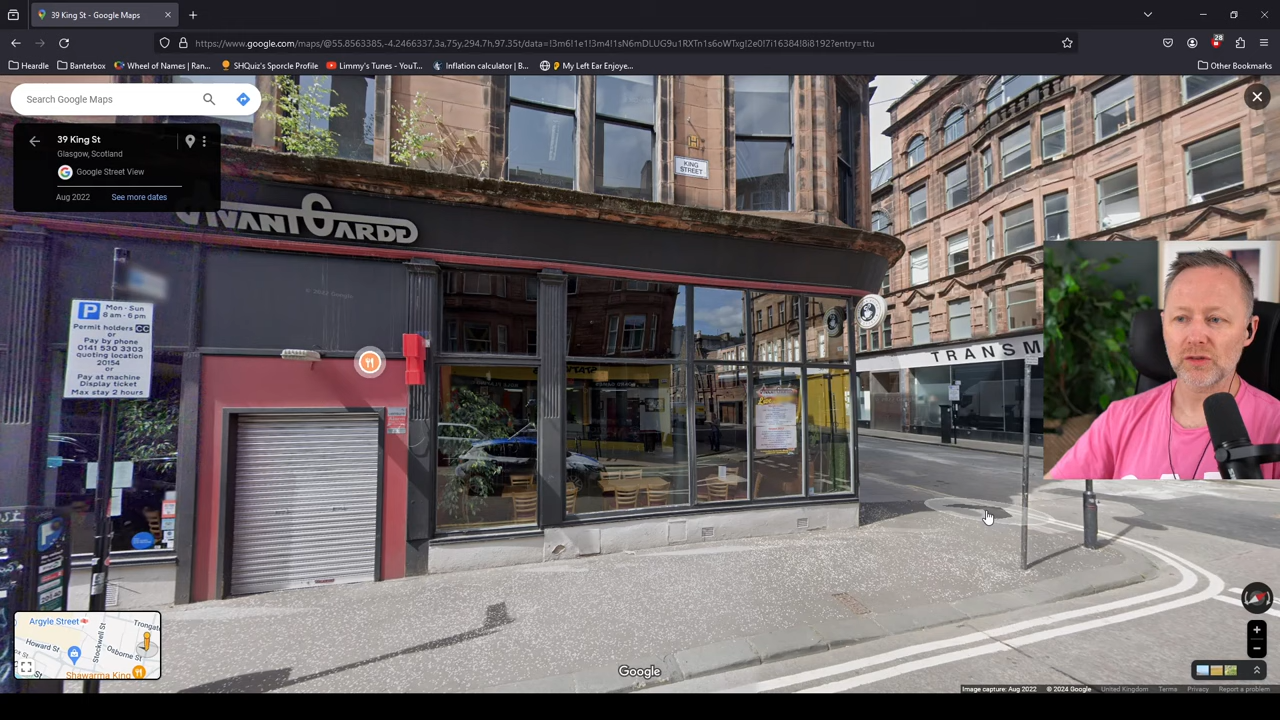 39 King St - Google Maps
https://www.google.com/maps/@55.8563385,-4.2466337,3a,75y,294.7h,97.35t/data=!3m6!1e1!3m4!1sN6mDLUG9u1RXTn1s6oWTxg!2e0!7i16384!8i8192?entry=ttu
28
Heardle
Banterbox
Wheel of Names | Ran...
SHQuiz's Sporcle Profile
Limmy's Tunes - YouT...
Inflation calculator | B...
My Left Ear Enjoye...
Other Bookmarks
Search Google Maps
39 King St
Glasgow, Scotland
Google Street View
Aug 2022
See more dates
KING
STREET
VIVANTGARDE
TRANSM
P
Mon - Sun
8 am - 6 pm
Permit holders CC
or
Pay by phone
0141 530 3303
quoting location
20154
or
Pay at machine
Display ticket
Max stay 2 hours
Argyle Street
Trongat
Howard St
Stockwell St
Osborne St
Shawarma King
Google
Image capture: Aug 2022
© 2024 Google
United Kingdom
Terms
Privacy
Report a problem